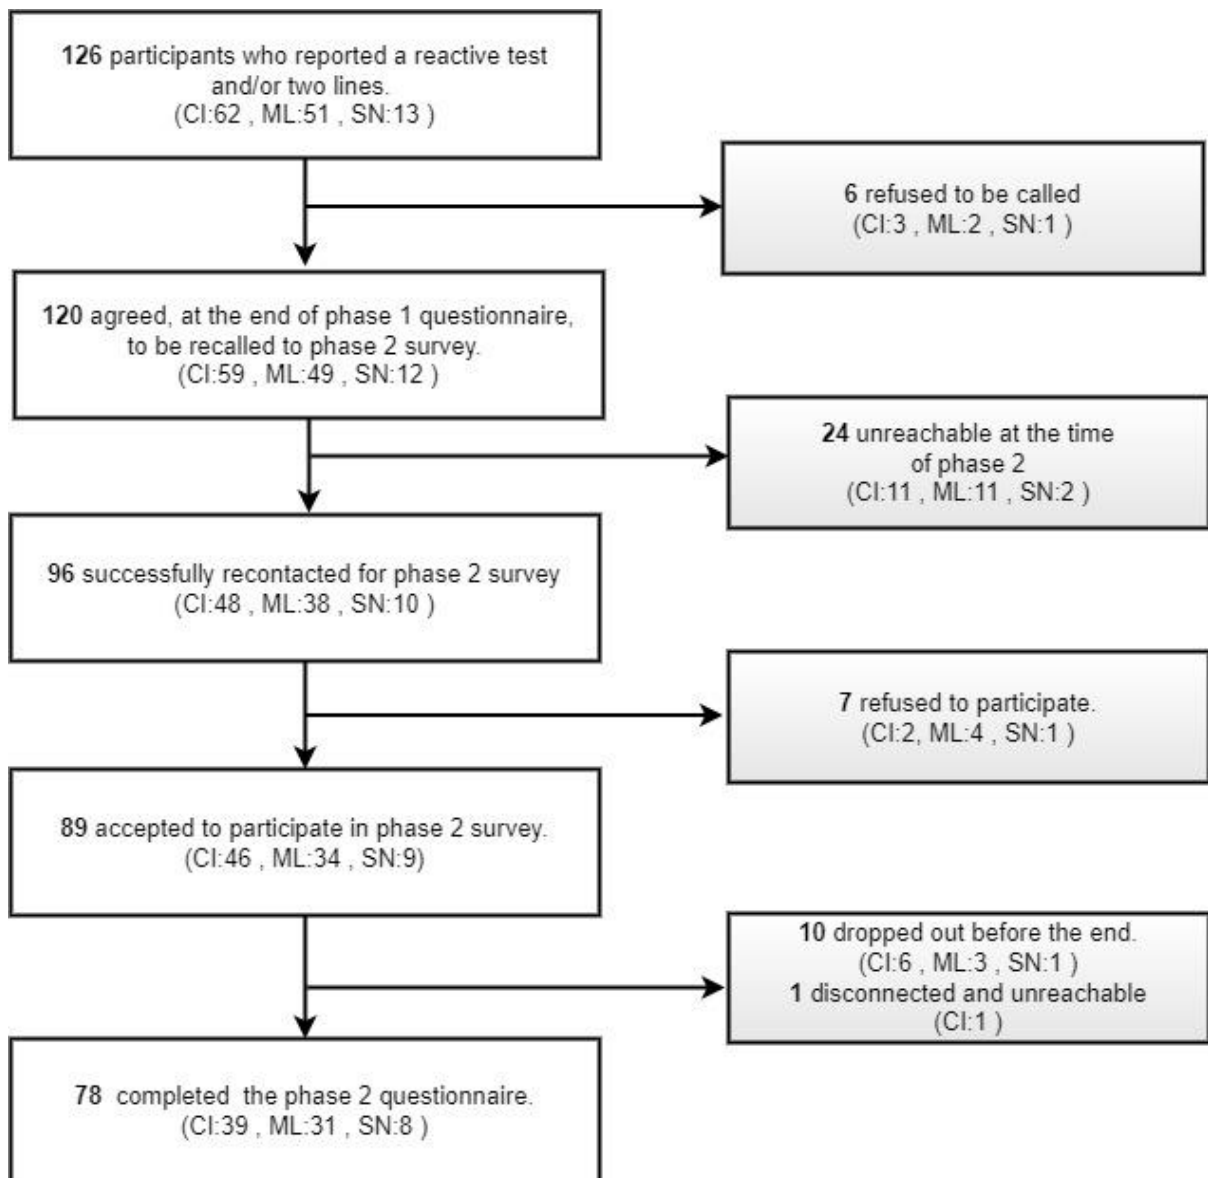 126 participants who reported a reactive test
and/or two lines.
(CI:62 , ML:51 , SN:13 )
6 refused to be called
(CI:3 , ML:2 , SN:1 )
120 agreed, at the end of phase 1 questionnaire,
to be recalled to phase 2 survey.
(CI:59 , ML:49 , SN:12 )
24 unreachable at the time
of phase 2
(CI:11 , ML:11 , SN:2 )
96 successfully recontacted for phase 2 survey
(CI:48 , ML:38 , SN:10 )
7 refused to participate.
(CI:2, ML:4 , SN:1 )
89 accepted to participate in phase 2 survey.
(CI:46 , ML:34 , SN:9)
10 dropped out before the end.
(CI:6 , ML:3 , SN:1 )
1 disconnected and unreachable
(CI:1 )
78 completed the phase 2 questionnaire.
(CI:39 , ML:31 , SN:8 )